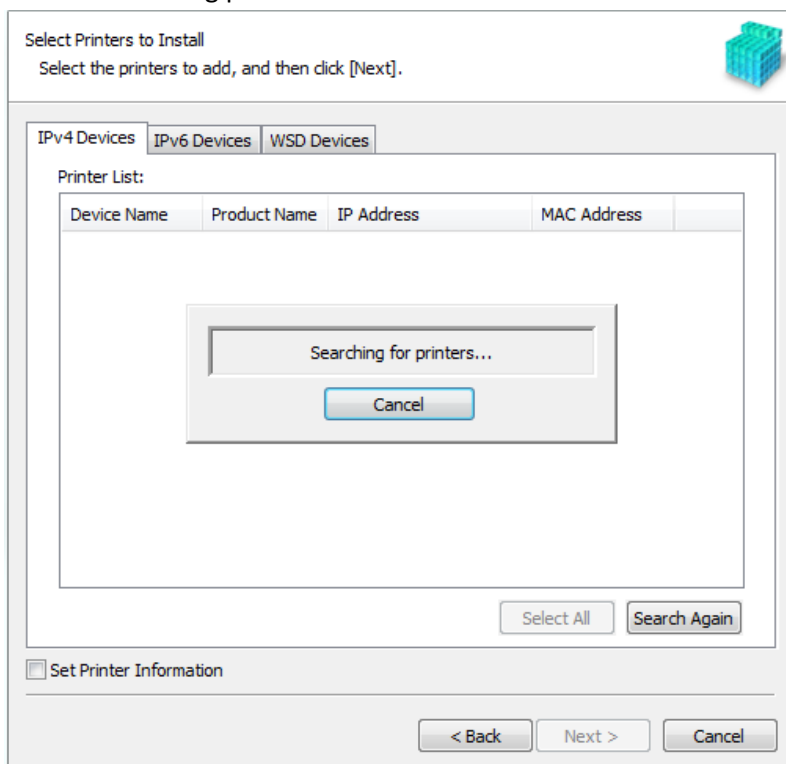 Select Printers to Install
Select the printers to add, and then click [Next].
IPv4 Devices IPv6 Devices WSD Devices
Printer List:
Device Name Product Name IP Address MAC Address
Searching for printers...
Cancel
Select All Search Again
Set Printer Information
< Back Next > Cancel